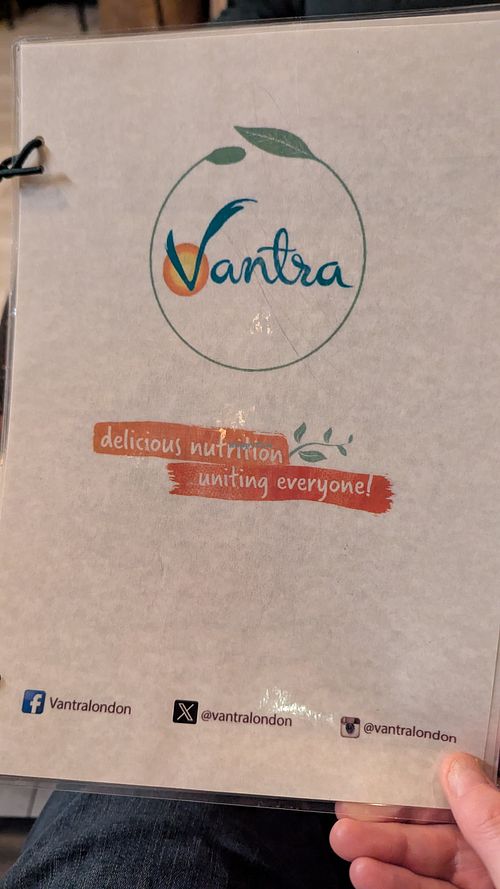 Vantra
delicious nutrition
uniting everyone!
Vantralondon
@vantralondon
@vantralondon